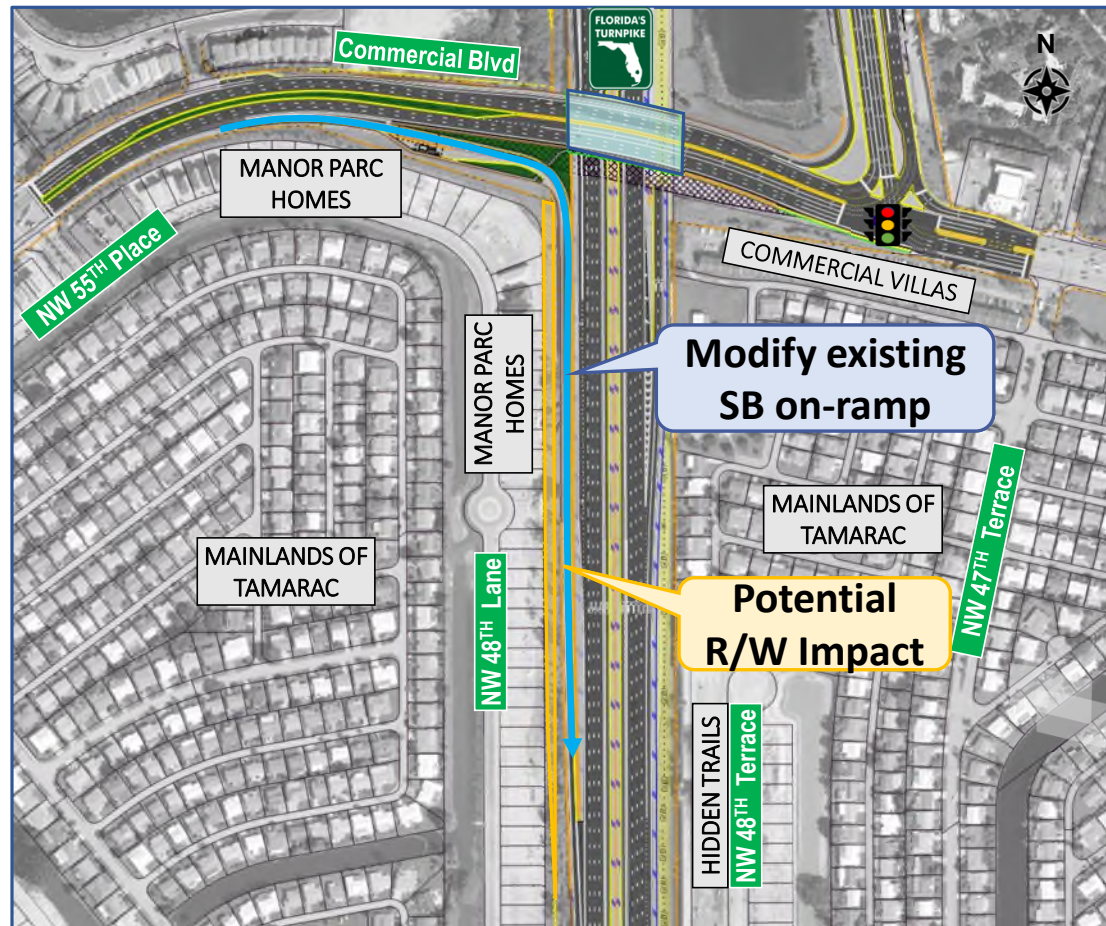 FLORIDA'S
TURNPIKE
N
Commercial Blvd
MANOR PARC
HOMES
NW 55TH Place
COMMERCIAL VILLAS
MANOR PARC
HOMES
Modify existing
SB on-ramp
MAINLANDS OF
TAMARAC
NW 47TH Terrace
MAINLANDS OF
TAMARAC
NW 48TH Lane
Potential
R/W Impact
HIDDEN TRAILS
NW 48TH Terrace